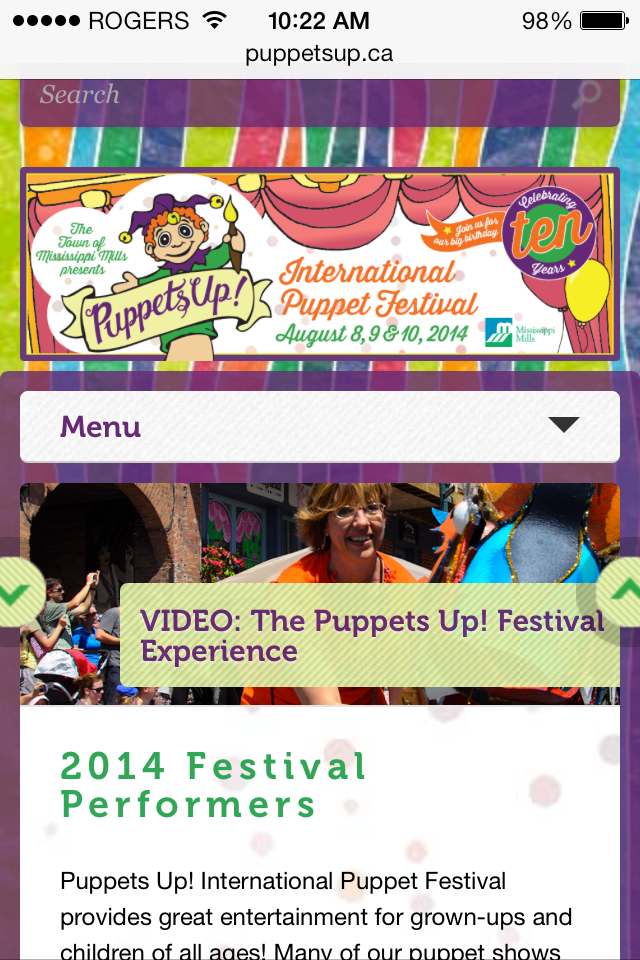 ROGERS 10:22 AM 98%
puppetsup.ca
Search
The
Town of
Mississippi Mills
presents
Puppets Up!
International
Puppet Festival
August 8, 9 & 10, 2014
Join us for
our big birthday
Celebrating
ten
Years
Mississippi
Mills
Menu
VIDEO: The Puppets Up! Festival
Experience
2014 Festival
Performers
Puppets Up! International Puppet Festival
provides great entertainment for grown-ups and
children of all ages! Many of our puppet shows